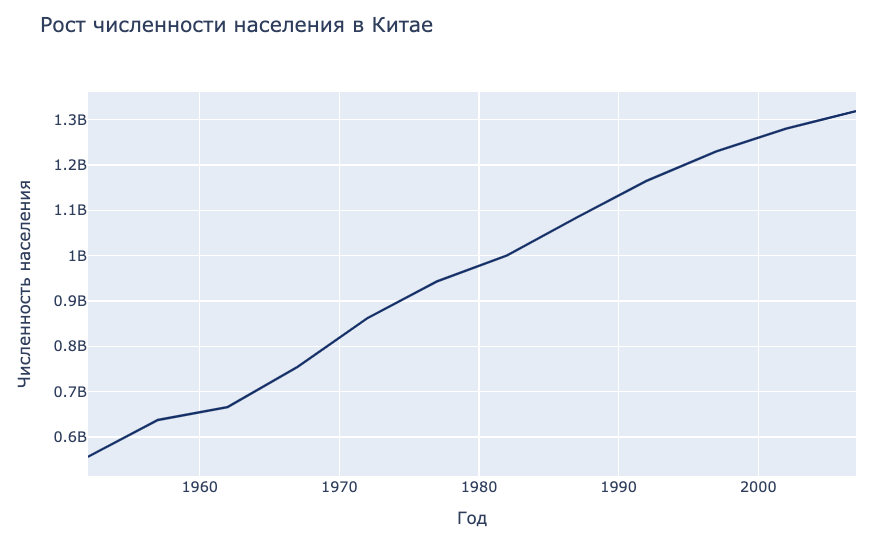 Рост численности населения в Китае
1.3B
1.2B
1.1B
1B
0.9B
0.8B
0.7B
0.6B
Численность населения
1960 1970 1980 1990 2000
Год